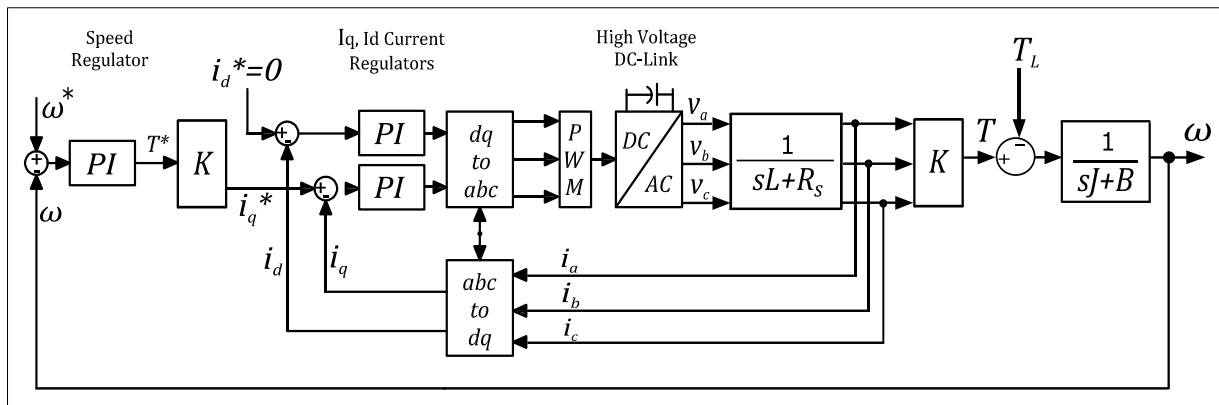 Speed
Regulator
Iq, Id Current
Regulators
High Voltage
DC-Link
i_d*=0
T_L
ω*
+
-
PI
T*
K
i_q*
+
-
+
-
PI
PI
dq
to
abc
P
W
M
DC
AC
v_a
v_b
v_c
1
sL+R_s
K
T
+
-
1
sJ+B
ω
ω
i_d
i_q
abc
to
dq
i_a
i_b
i_c